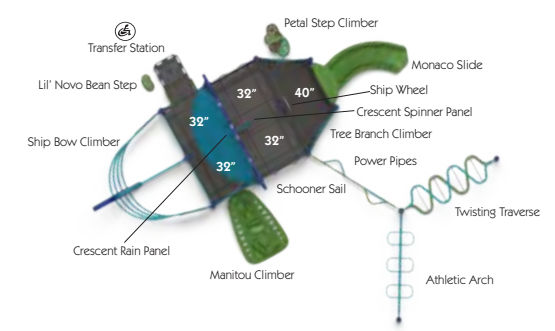 Petal Step Climber
Transfer Station
Monaco Slide
Lil' Novo Bean Step
32"
40"
Ship Wheel
Crescent Spinner Panel
32"
Tree Branch Climber
Ship Bow Climber
32"
Power Pipes
32"
Schooner Sail
Twisting Traverse
Crescent Rain Panel
Manitou Climber
Athletic Arch